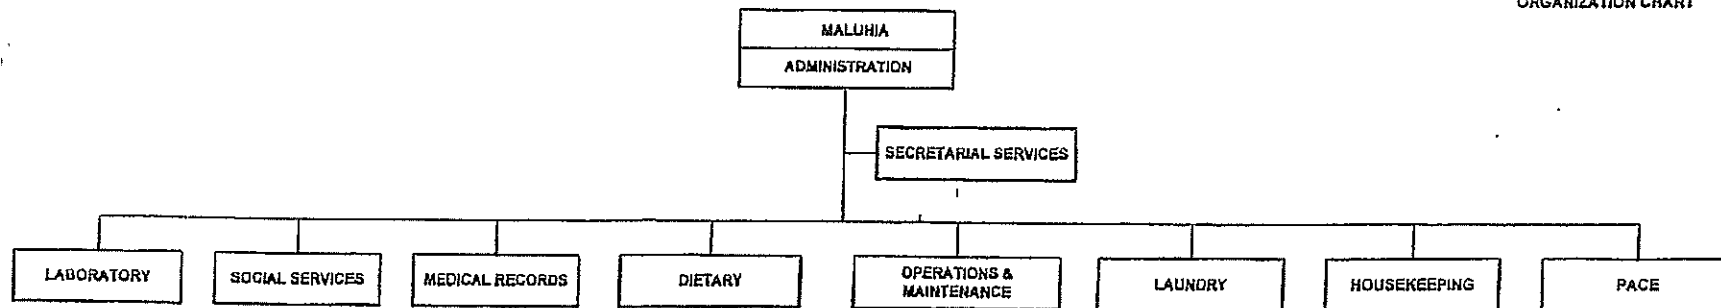 ORGANIZATION CHART
MALUHIA
ADMINISTRATION
SECRETARIAL SERVICES
LABORATORY
SOCIAL SERVICES
MEDICAL RECORDS
DIETARY
OPERATIONS &
MAINTENANCE
LAUNDRY
HOUSEKEEPING
PACE